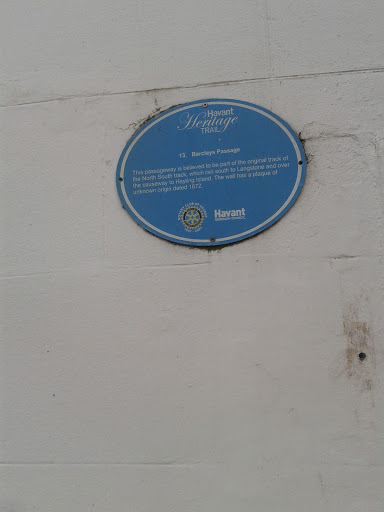 Havant
Heritage
TRAIL
13. Barclays Passage
This passageway is believed to be part of the original track of
the North South track, which ran south to Langstone and over
the causeway to Hayling Island. The wall has a plaque of
unknown origin dated 1672.
Havant